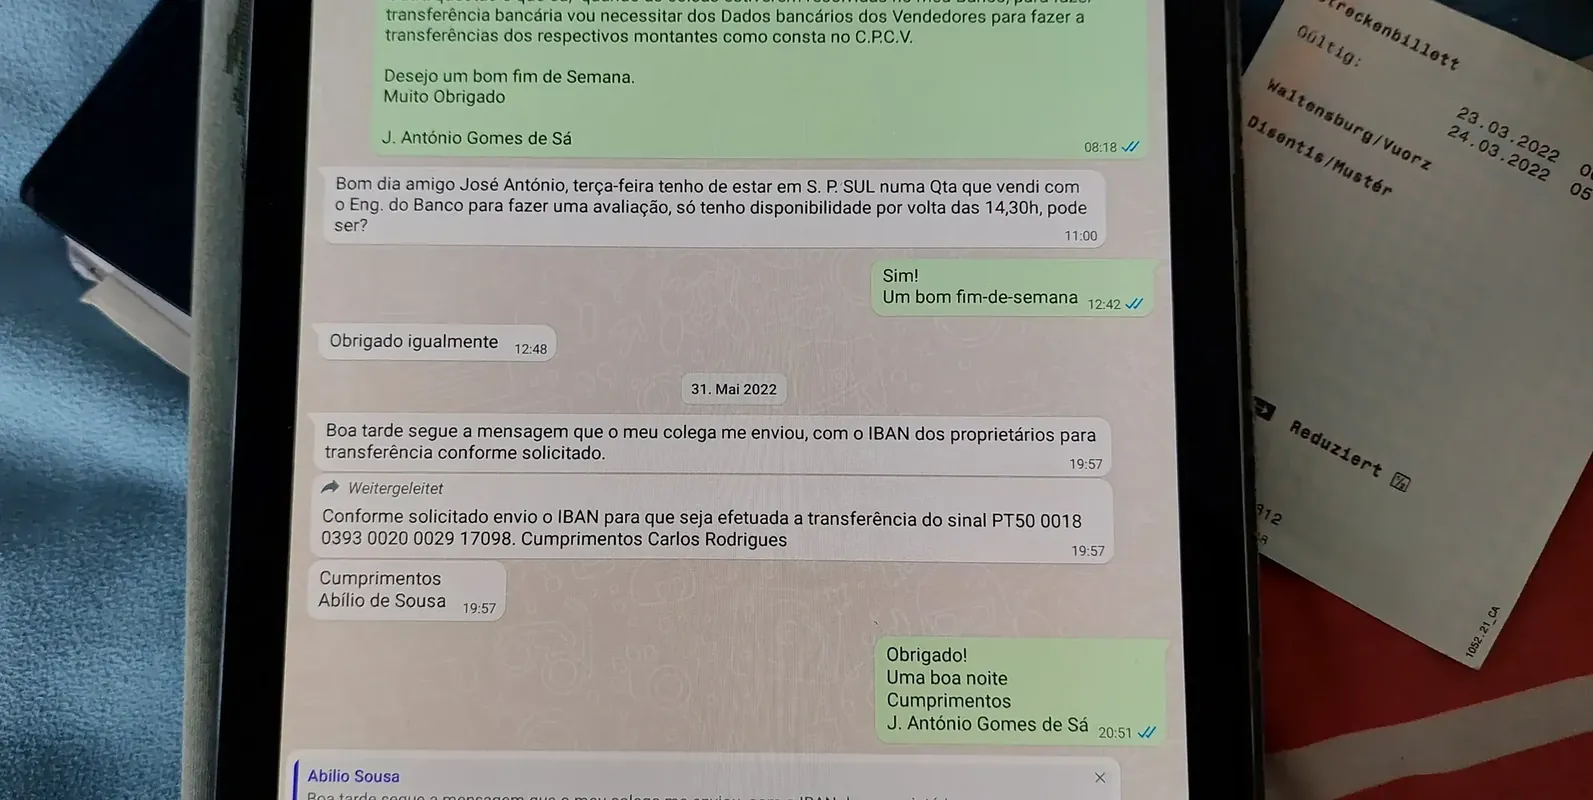 transferência bancária vou necessitar dos Dados bancários dos Vendedores para fazer a
transferências dos respectivos montantes como consta no C.P.C.V.
Desejo um bom fim de Semana.
Muito Obrigado
J. António Gomes de Sá
08:18
Bom dia amigo José António, terça-feira tenho de estar em S. P. SUL numa Qta que vendi com
o Eng. do Banco para fazer uma avaliação, só tenho disponibilidade por volta das 14,30h, pode
ser?
11:00
Sim!
Um bom fim-de-semana 12:42
Obrigado igualmente 12:48
31. Mai 2022
Boa tarde segue a mensagem que o meu colega me enviou, com o IBAN dos proprietários para
transferência conforme solicitado.
19:57
Weitergeleitet
Conforme solicitado envio o IBAN para que seja efetuada a transferência do sinal PT50 0018
0393 0020 0029 17098. Cumprimentos Carlos Rodrigues
19:57
Cumprimentos
Abílio de Sousa 19:57
Obrigado!
Uma boa noite
Cumprimentos
J. António Gomes de Sá 20:51
Abilio Sousa
Streckenbillett
Gültig:
23.03.2022
24.03.2022 05
Waltensburg/Vuorz
Disentis/Mustér
Reduziert 1/2
1052.21_CA